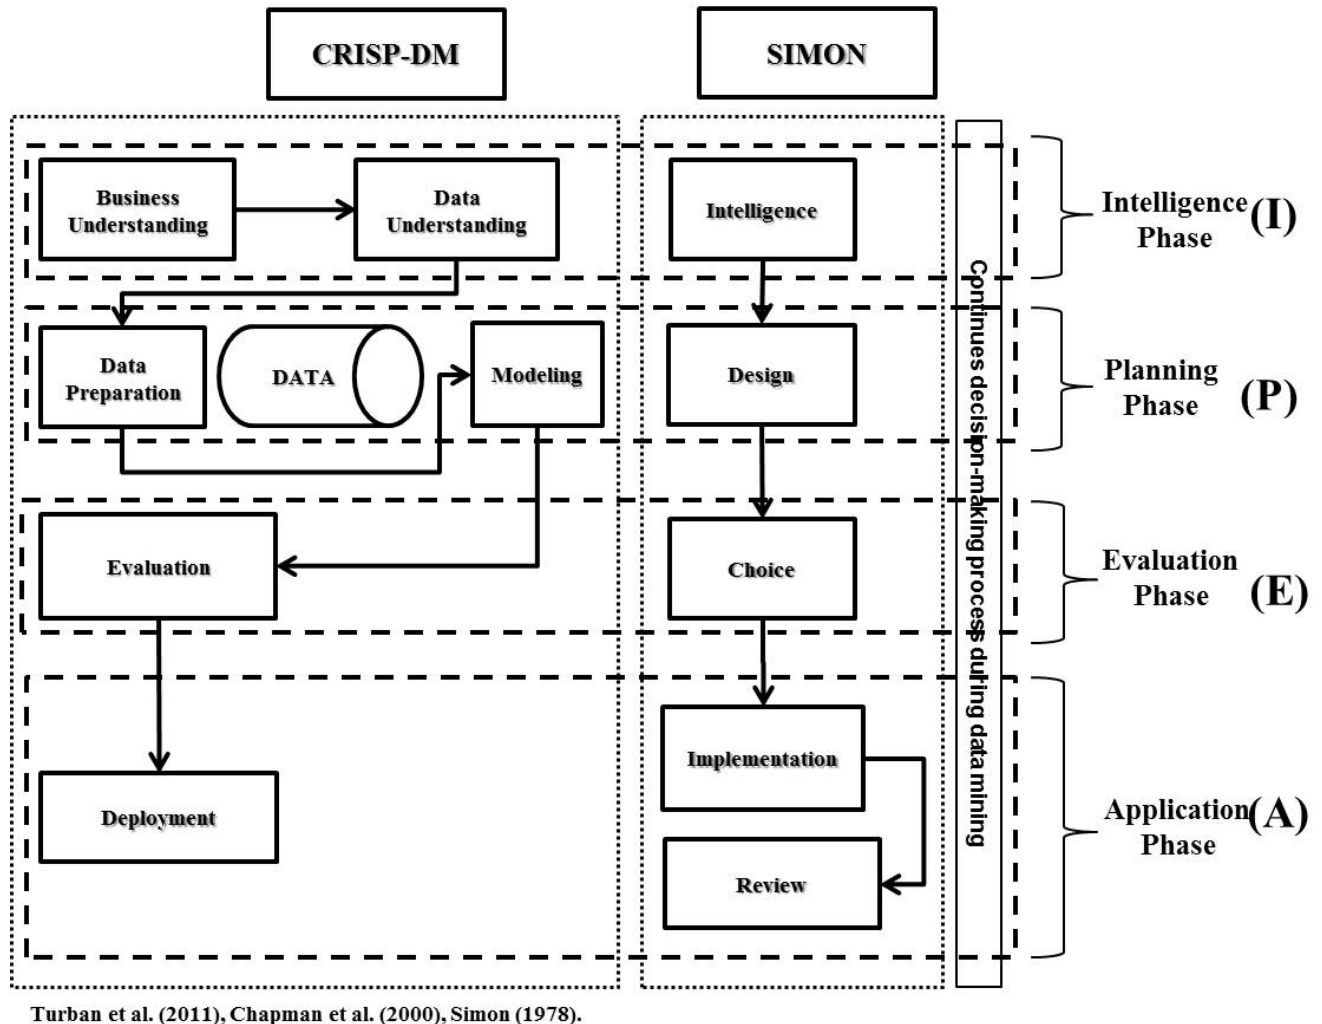 CRISP-DM
SIMON
Business
Understanding
Data
Understanding
Intelligence
Intelligence
Phase
(I)
Data
Preparation
DATA
Modeling
Design
Planning
Phase
(P)
Evaluation
Choice
Evaluation
Phase
(E)
Deployment
Implementation
Review
Application
Phase
(A)
Continues decision-making process during data mining
Turban et al. (2011), Chapman et al. (2000), Simon (1978).